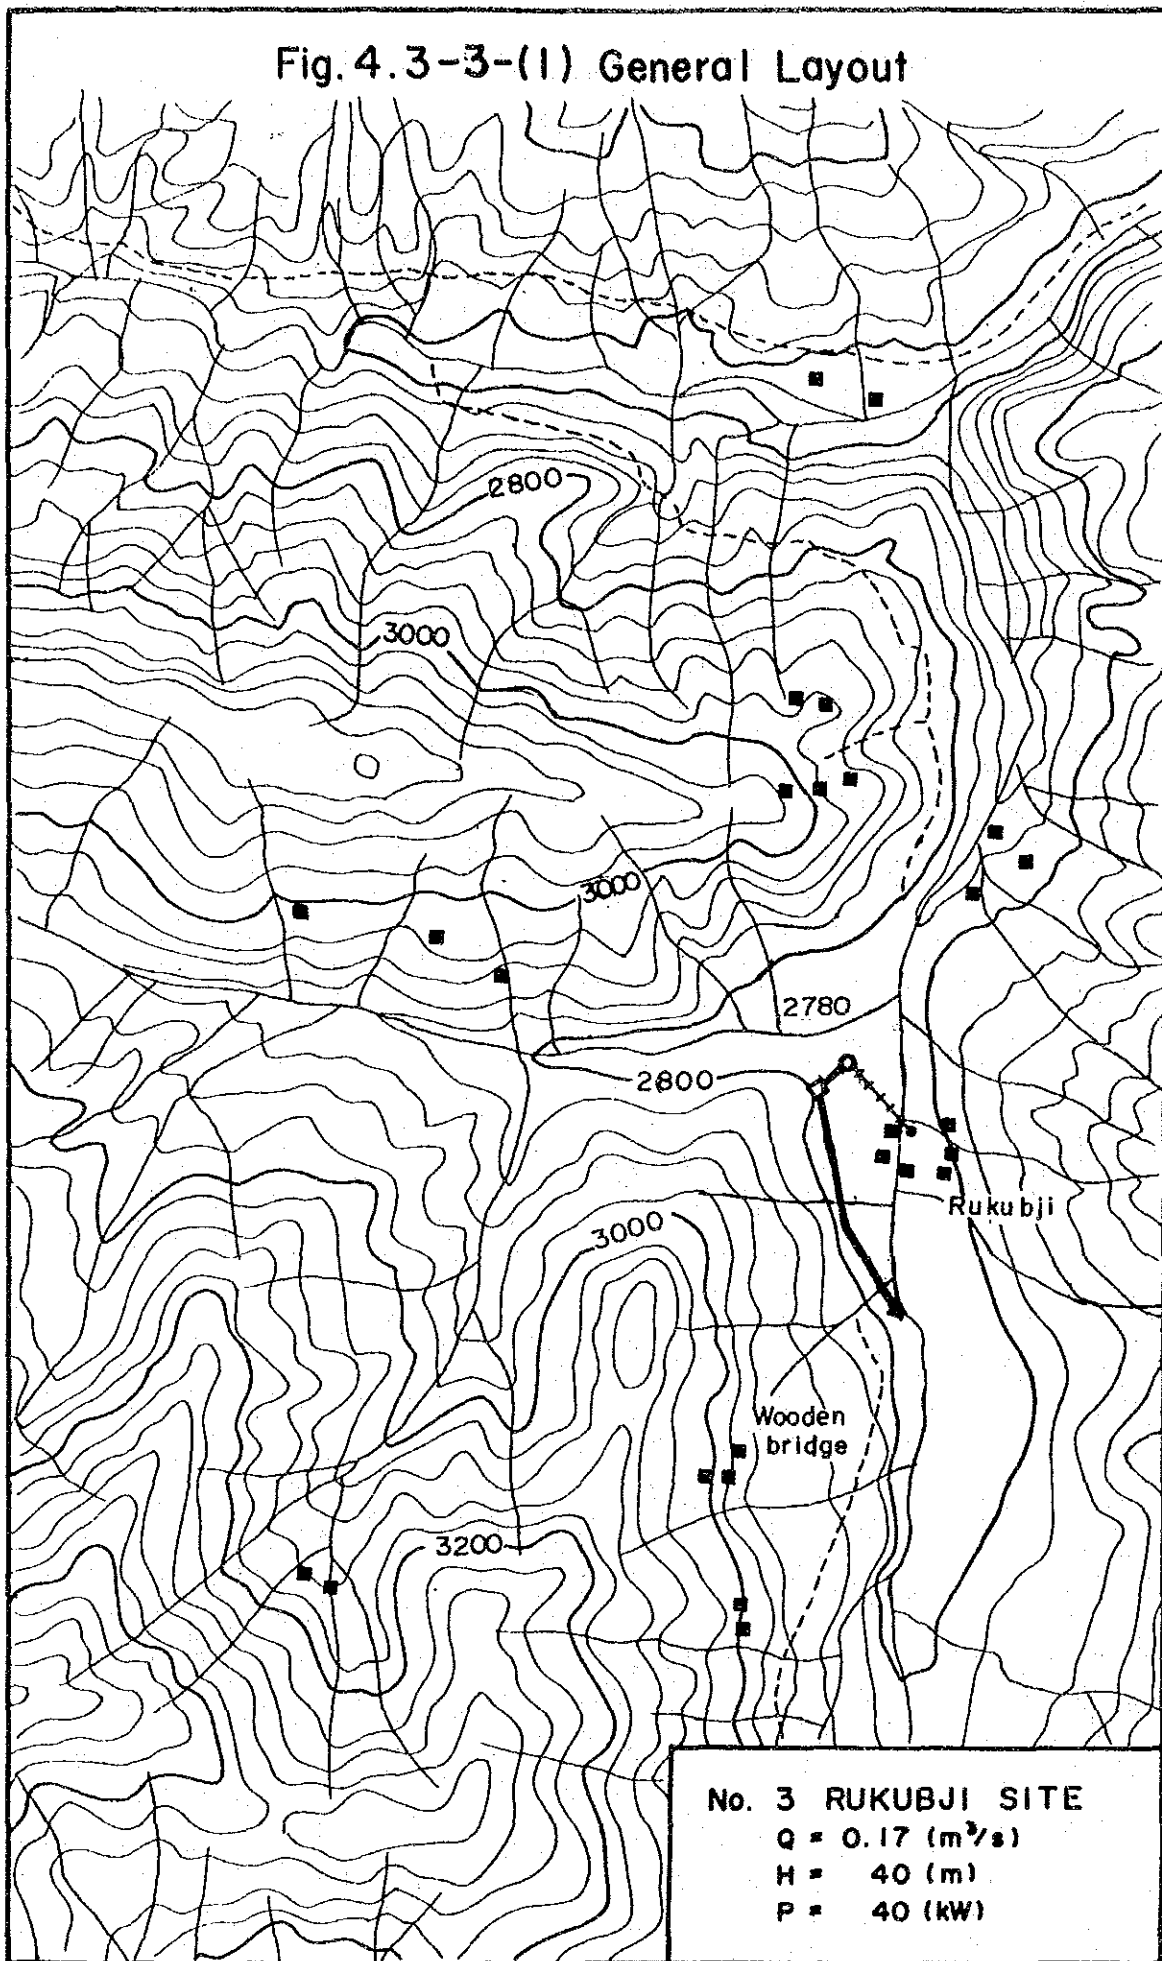 Fig. 4.3-3-(1) General Layout
2800
3000
3000
2780
2800
Rukubji
3000
Wooden
bridge
3200
No. 3 RUKUBJI SITE
Q = 0.17 (m³/s)
H = 40 (m)
P = 40 (kW)